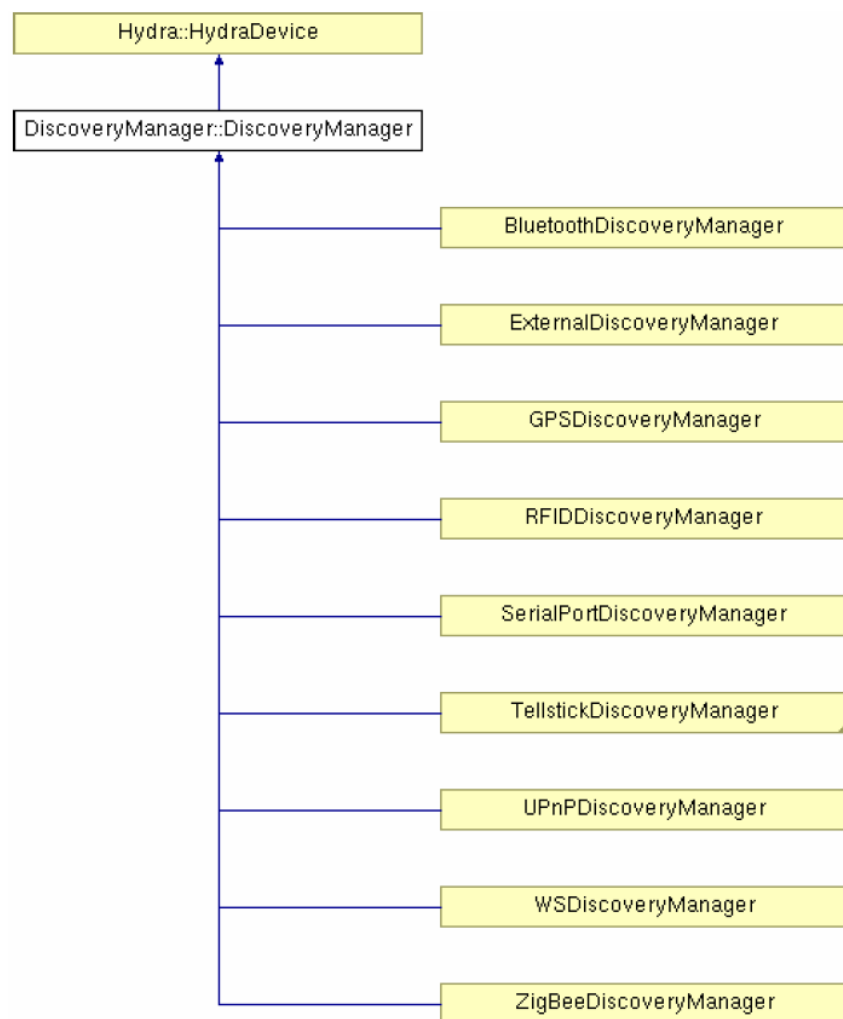 Hydra::HydraDevice
DiscoveryManager::DiscoveryManager
BluetoothDiscoveryManager
ExternalDiscoveryManager
GPSDiscoveryManager
RFIDDiscoveryManager
SerialPortDiscoveryManager
TellstickDiscoveryManager
UPnPDiscoveryManager
WSDiscoveryManager
ZigBeeDiscoveryManager